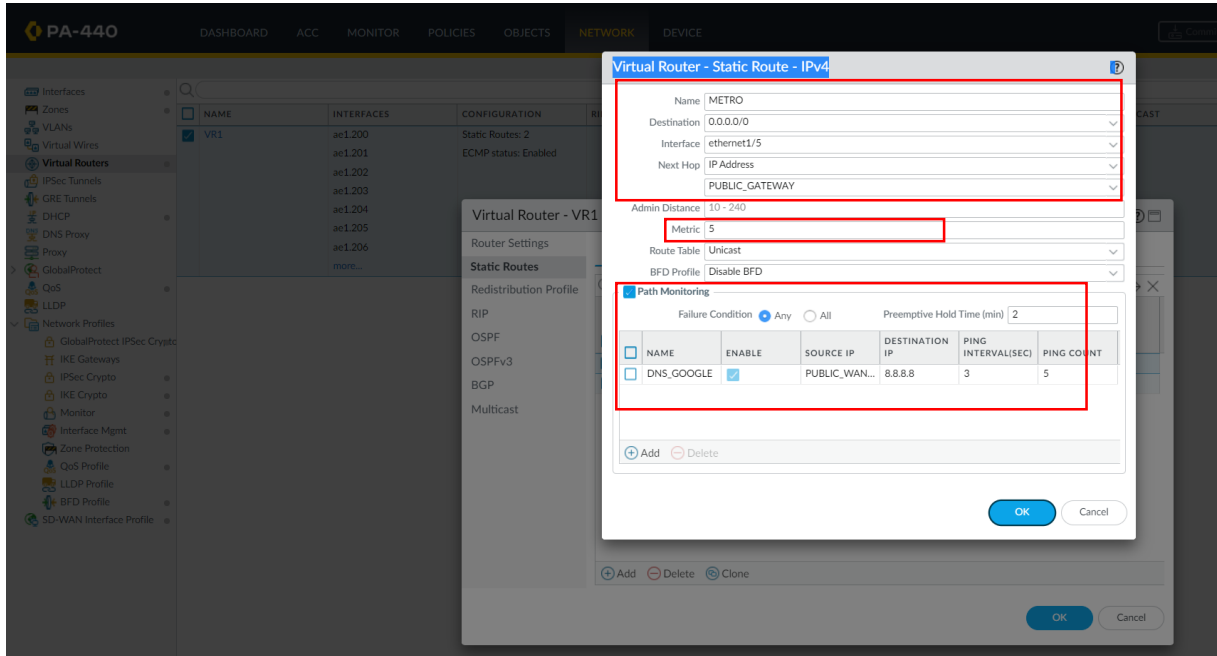 PA-440
DASHBOARD ACC MONITOR POLICIES OBJECTS NETWORK DEVICE
Interfaces
Zones
VLANs
Virtual Wires
Virtual Routers
IPSec Tunnels
GRE Tunnels
DHCP
DNS Proxy
Proxy
GlobalProtect
QoS
LLDP
Network Profiles
GlobalProtect IPSec Crypto
IKE Gateways
IPSec Crypto
IKE Crypto
Monitor
Interface Mgmt
Zone Protection
QoS Profile
LLDP Profile
BFD Profile
SD-WAN Interface Profile
NAME INTERFACES CONFIGURATION
VR1 ae1.200 Static Routes: 2
ae1.201 ECMP status: Enabled
ae1.202
ae1.203
ae1.204
ae1.205
ae1.206
more...
Virtual Router - VR1
Router Settings
Static Routes
Redistribution Profile
RIP
OSPF
OSPFv3
BGP
Multicast
Add Delete Clone
OK Cancel
Virtual Router - Static Route - IPv4
Name METRO
Destination 0.0.0.0/0
Interface ethernet1/5
Next Hop IP Address
PUBLIC_GATEWAY
Admin Distance 10 - 240
Metric 5
Route Table Unicast
BFD Profile Disable BFD
Path Monitoring
Failure Condition Any All Preemptive Hold Time (min) 2
NAME ENABLE SOURCE IP DESTINATION IP PING INTERVAL(SEC) PING COUNT
DNS_GOOGLE PUBLIC_WAN... 8.8.8.8 3 5
Add Delete
OK Cancel